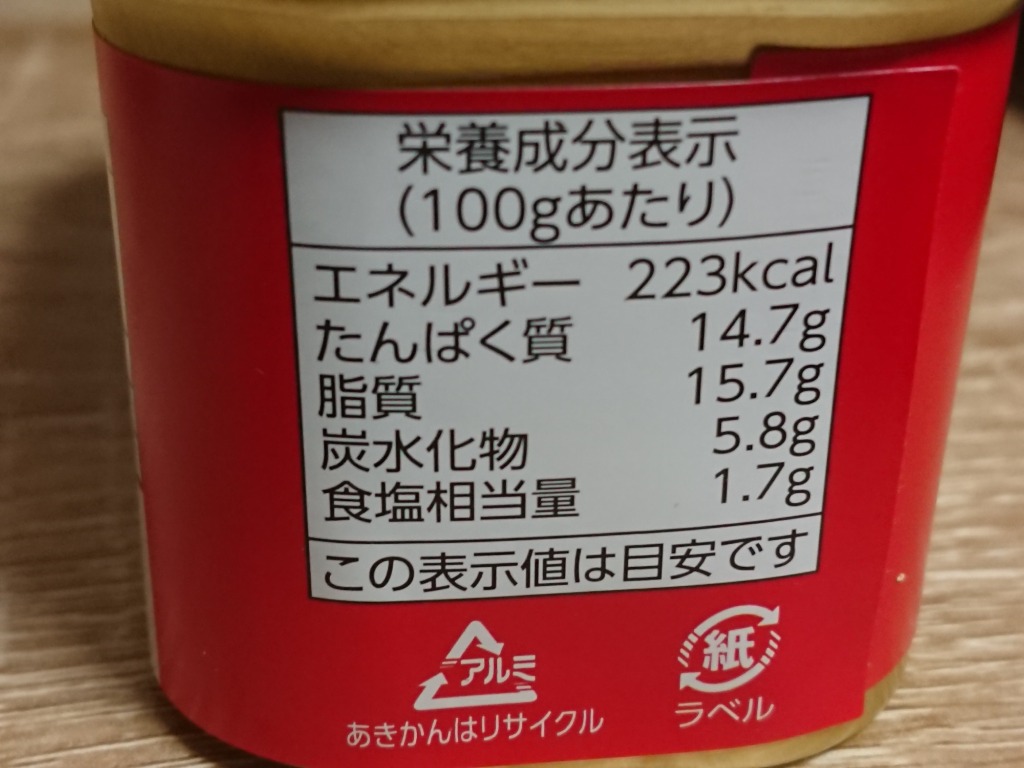 栄養成分表示
(100gあたり)
エネルギー 223kcal
たんぱく質 14.7g
脂質 15.7g
炭水化物 5.8g
食塩相当量 1.7g
この表示値は目安です
アルミ
あきかんはリサイクル
紙
ラベル